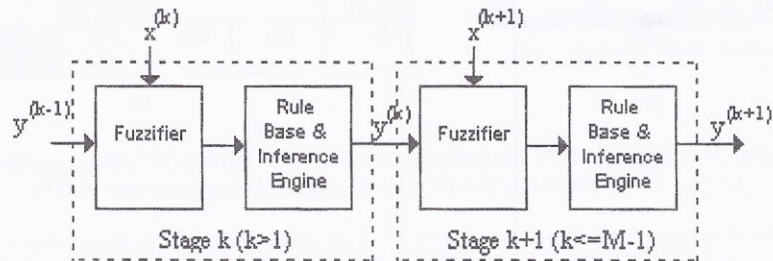 x(k)
x(k+1)
y(k-1)
Fuzzifier
Rule
Base &
Inference
Engine
y(k)
Fuzzifier
Rule
Base &
Inference
Engine
y(k+1)
Stage k (k>1)
Stage k+1 (k<=M-1)